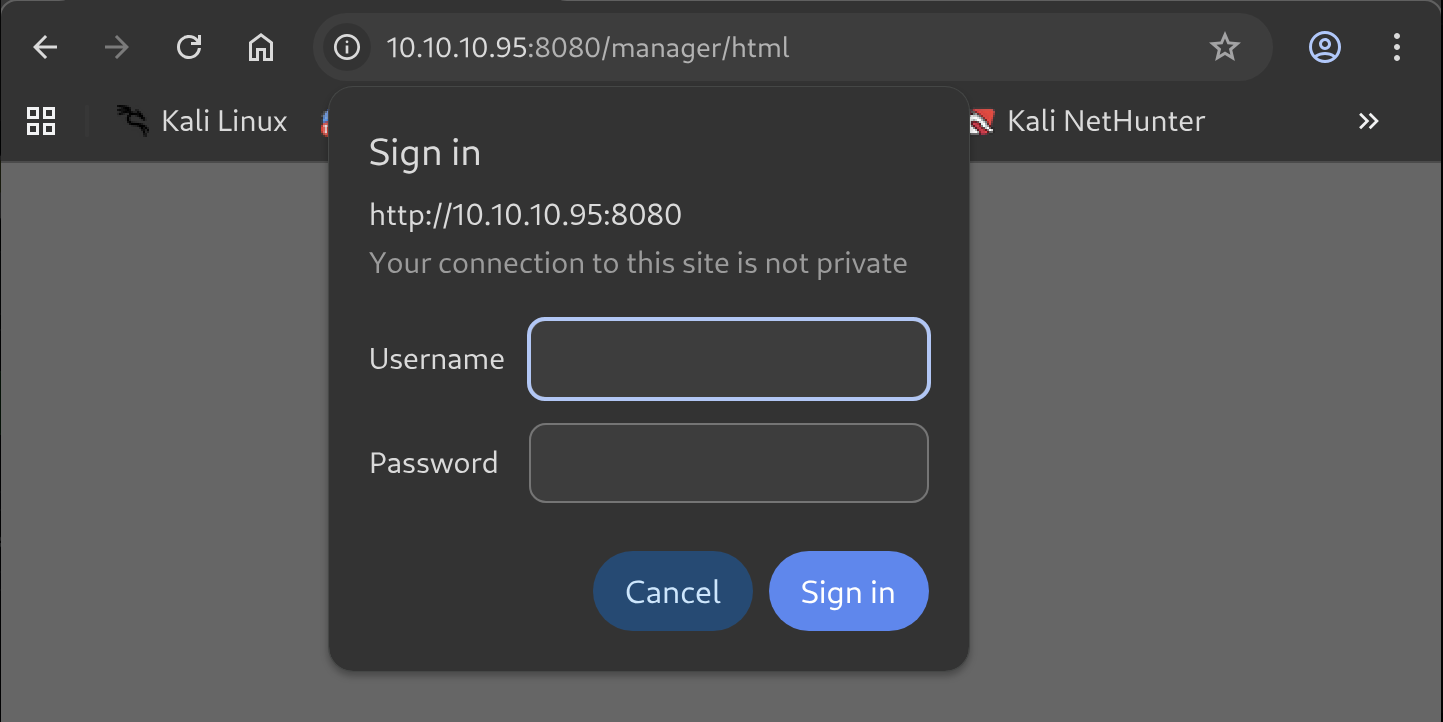 10.10.10.95:8080/manager/html
Kali Linux
Kali NetHunter
Sign in
http://10.10.10.95:8080
Your connection to this site is not private
Username
Password
Cancel
Sign in